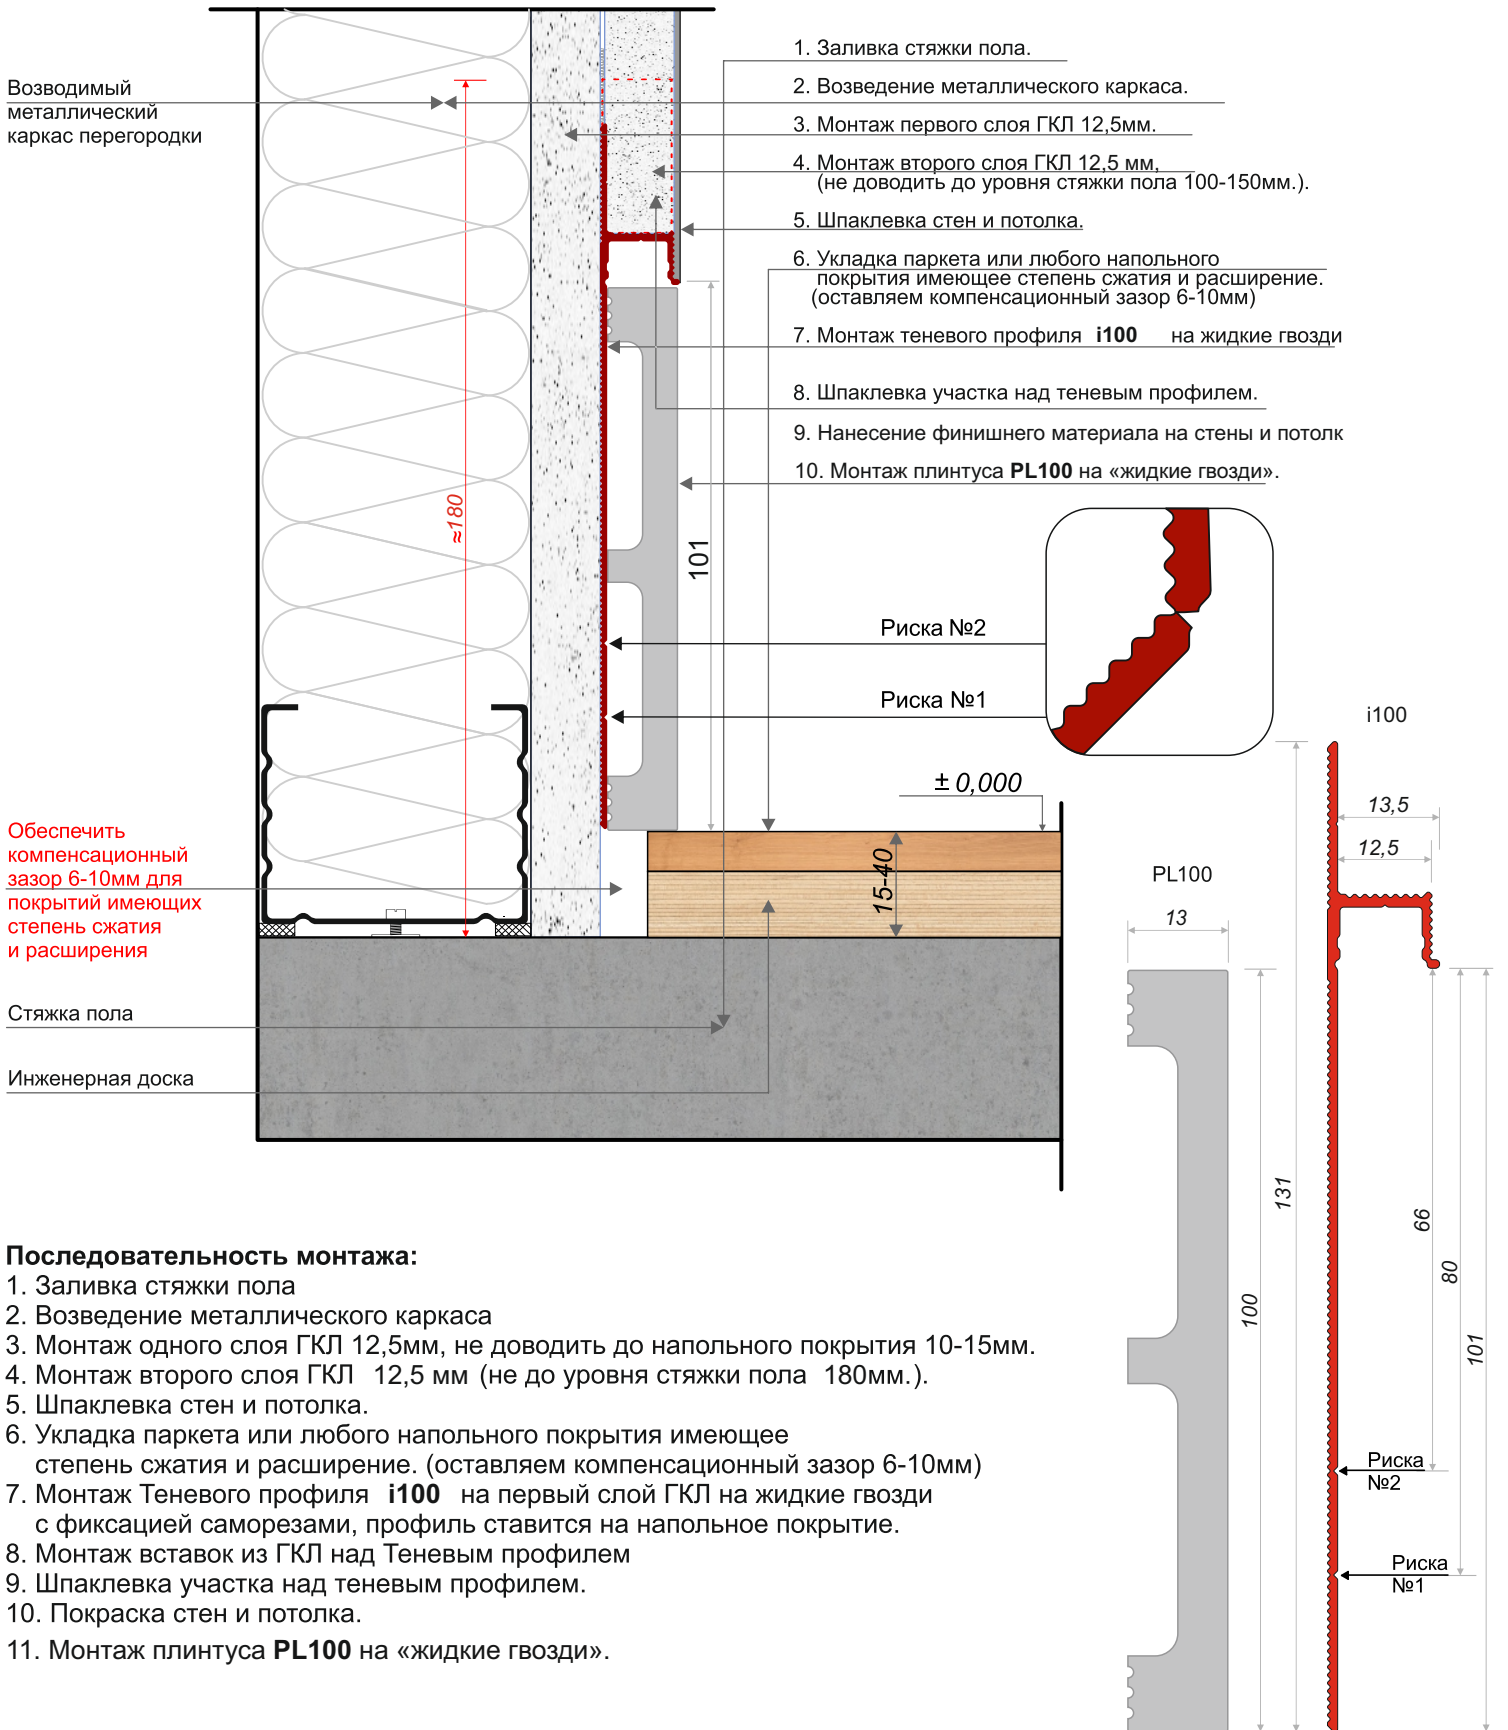 Возводимый
металлический
каркас перегородки
1. Заливка стяжки пола.
2. Возведение металлического каркаса.
3. Монтаж первого слоя ГКЛ 12,5мм.
4. Монтаж второго слоя ГКЛ 12,5 мм,
(не доводить до уровня стяжки пола 100-150мм.).
5. Шпаклевка стен и потолка.
6. Укладка паркета или любого напольного
покрытия имеющее степень сжатия и расширение.
(оставляем компенсационный зазор 6-10мм)
7. Монтаж теневого профиля i100 на жидкие гвозди
8. Шпаклевка участка над теневым профилем.
9. Нанесение финишнего материала на стены и потолк
10. Монтаж плинтуса PL100 на «жидкие гвозди».
≈180
101
Риска №2
Риска №1
± 0,000
15-40
Обеспечить
компенсационный
зазор 6-10мм для
покрытий имеющих
степень сжатия
и расширения
Стяжка пола
Инженерная доска
i100
13,5
12,5
PL100
13
131
100
66
80
101
Риска
№2
Риска
№1
Последовательность монтажа:
1. Заливка стяжки пола
2. Возведение металлического каркаса
3. Монтаж одного слоя ГКЛ 12,5мм, не доводить до напольного покрытия 10-15мм.
4. Монтаж второго слоя ГКЛ 12,5 мм (не до уровня стяжки пола 180мм.).
5. Шпаклевка стен и потолка.
6. Укладка паркета или любого напольного покрытия имеющее
степень сжатия и расширение. (оставляем компенсационный зазор 6-10мм)
7. Монтаж Теневого профиля i100 на первый слой ГКЛ на жидкие гвозди
с фиксацией саморезами, профиль ставится на напольное покрытие.
8. Монтаж вставок из ГКЛ над Теневым профилем
9. Шпаклевка участка над теневым профилем.
10. Покраска стен и потолка.
11. Монтаж плинтуса PL100 на «жидкие гвозди».